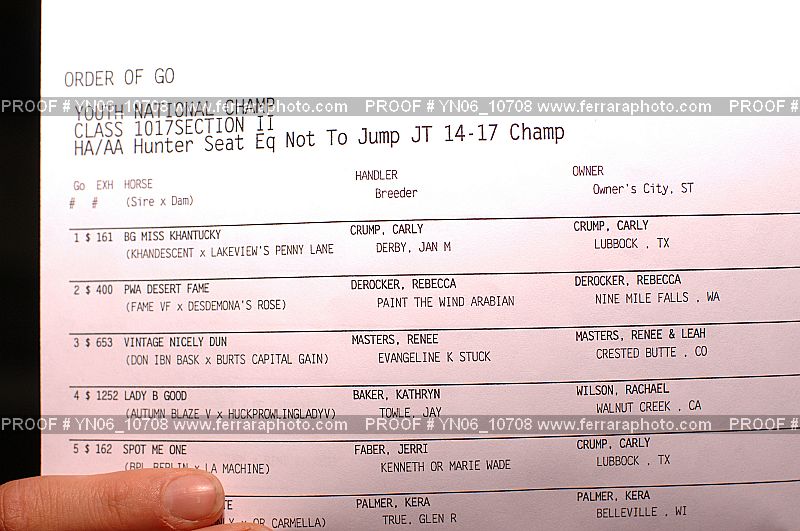 ORDER OF GO
PROOF # YN06_10708 www.ferraraphoto.com PROOF # YN06_10708 www.ferraraphoto.com PROOF #
YOUTH NATIONAL CHAMP
CLASS 1017SECTION II
HA/AA Hunter Seat Eq Not To Jump JT 14-17 Champ
Go EXH HORSE HANDLER OWNER
# # (Sire x Dam) Breeder Owner's City, ST
1 $ 161 BG MISS KHANTUCKY CRUMP, CARLY CRUMP, CARLY
(KHANDESCENT x LAKEVIEW'S PENNY LANE DERBY, JAN M LUBBOCK , TX
2 $ 400 PWA DESERT FAME DEROCKER, REBECCA DEROCKER, REBECCA
(FAME VF x DESDEMONA'S ROSE) PAINT THE WIND ARABIAN NINE MILE FALLS , WA
3 $ 653 VINTAGE NICELY DUN MASTERS, RENEE MASTERS, RENEE & LEAH
(DON IBN BASK x BURTS CAPITAL GAIN) EVANGELINE K STUCK CRESTED BUTTE , CO
4 $ 1252 LADY B GOOD BAKER, KATHRYN WILSON, RACHAEL
(AUTUMN BLAZE V x HUCKPROWLINGLADYV) TOWLE, JAY WALNUT CREEK , CA
PROOF # YN06_10708 www.ferraraphoto.com PROOF # YN06_10708 www.ferraraphoto.com PROOF #
5 $ 162 SPOT ME ONE FABER, JERRI CRUMP, CARLY
(BPL BERLIN x LA MACHINE) KENNETH OR MARIE WADE LUBBOCK , TX
PALMER, KERA PALMER, KERA
x OR CARMELLA) TRUE, GLEN R BELLEVILLE , WI